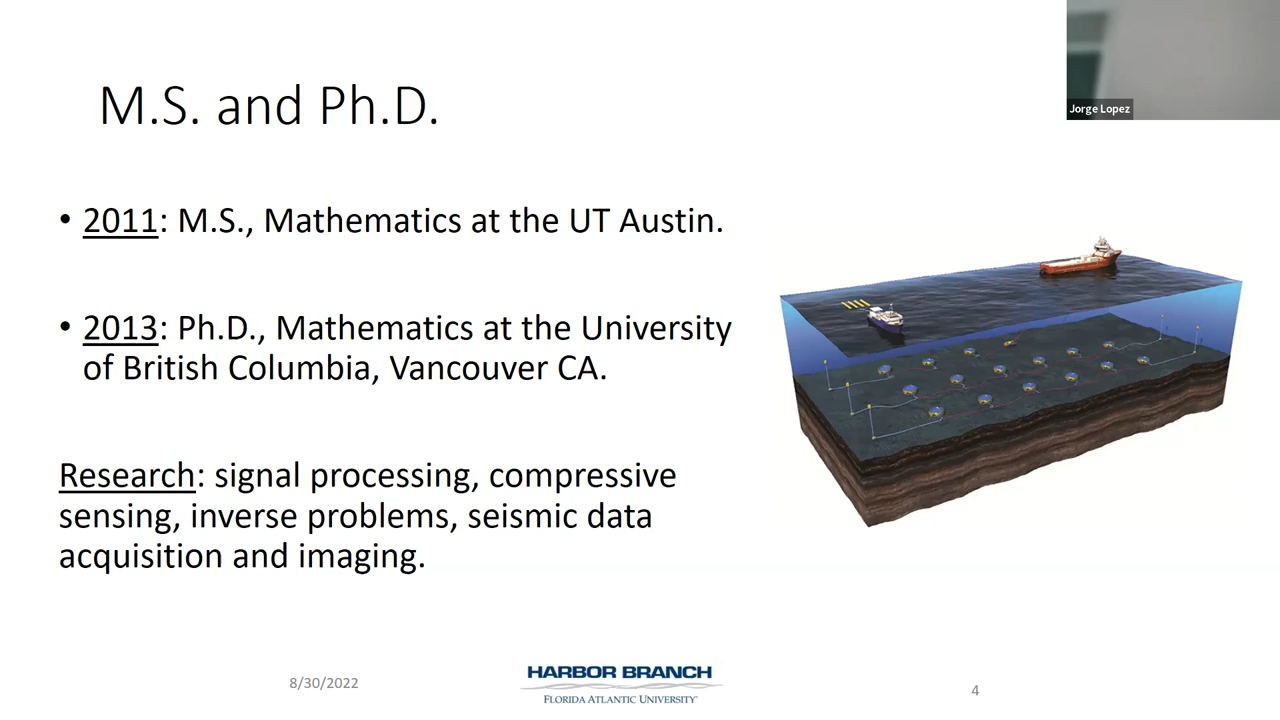 Jorge Lopez
M.S. and Ph.D.
• 2011: M.S., Mathematics at the UT Austin.
• 2013: Ph.D., Mathematics at the University
of British Columbia, Vancouver CA.
Research: signal processing, compressive
sensing, inverse problems, seismic data
acquisition and imaging.
8/30/2022
HARBOR BRANCH
FLORIDA ATLANTIC UNIVERSITY
4